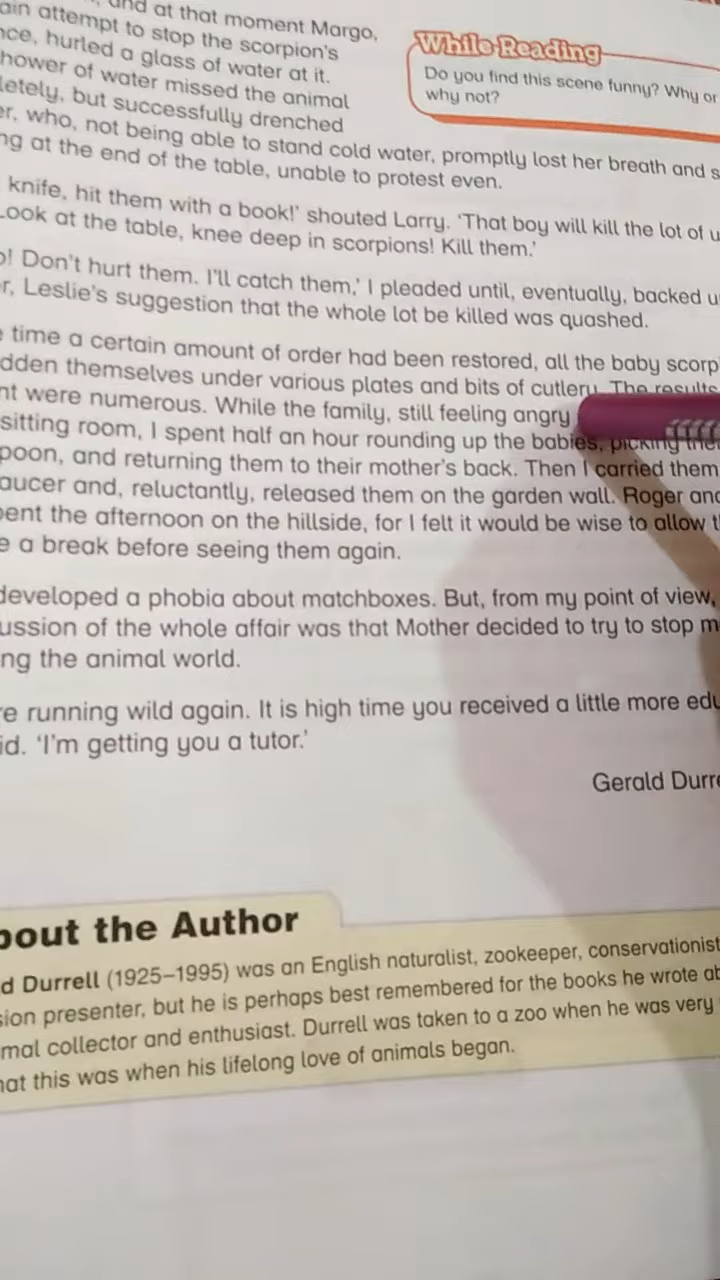 and at that moment Margo,
ain attempt to stop the scorpion's
nce, hurled a glass of water at it.
hower of water missed the animal
letely, but successfully drenched
er, who, not being able to stand cold water, promptly lost her breath and s
ng at the end of the table, unable to protest even.
While Reading
Do you find this scene funny? Why or
why not?
knife, hit them with a book!' shouted Larry. 'That boy will kill the lot of u
Look at the table, knee deep in scorpions! Kill them.'
o! Don't hurt them. I'll catch them,' I pleaded until, eventually, backed u
r, Leslie's suggestion that the whole lot be killed was quashed.
e time a certain amount of order had been restored, all the baby scorp
dden themselves under various plates and bits of cutlery. The results
nt were numerous. While the family, still feeling angry
sitting room, I spent half an hour rounding up the babies, picking the
poon, and returning them to their mother's back. Then I carried them
aucer and, reluctantly, released them on the garden wall. Roger and
pent the afternoon on the hillside, for I felt it would be wise to allow t
e a break before seeing them again.
developed a phobia about matchboxes. But, from my point of view,
ussion of the whole affair was that Mother decided to try to stop m
ng the animal world.
re running wild again. It is high time you received a little more edu
id. 'I'm getting you a tutor.'
Gerald Durre
bout the Author
d Durrell (1925–1995) was an English naturalist, zookeeper, conservationist
sion presenter, but he is perhaps best remembered for the books he wrote ab
mal collector and enthusiast. Durrell was taken to a zoo when he was very
hat this was when his lifelong love of animals began.